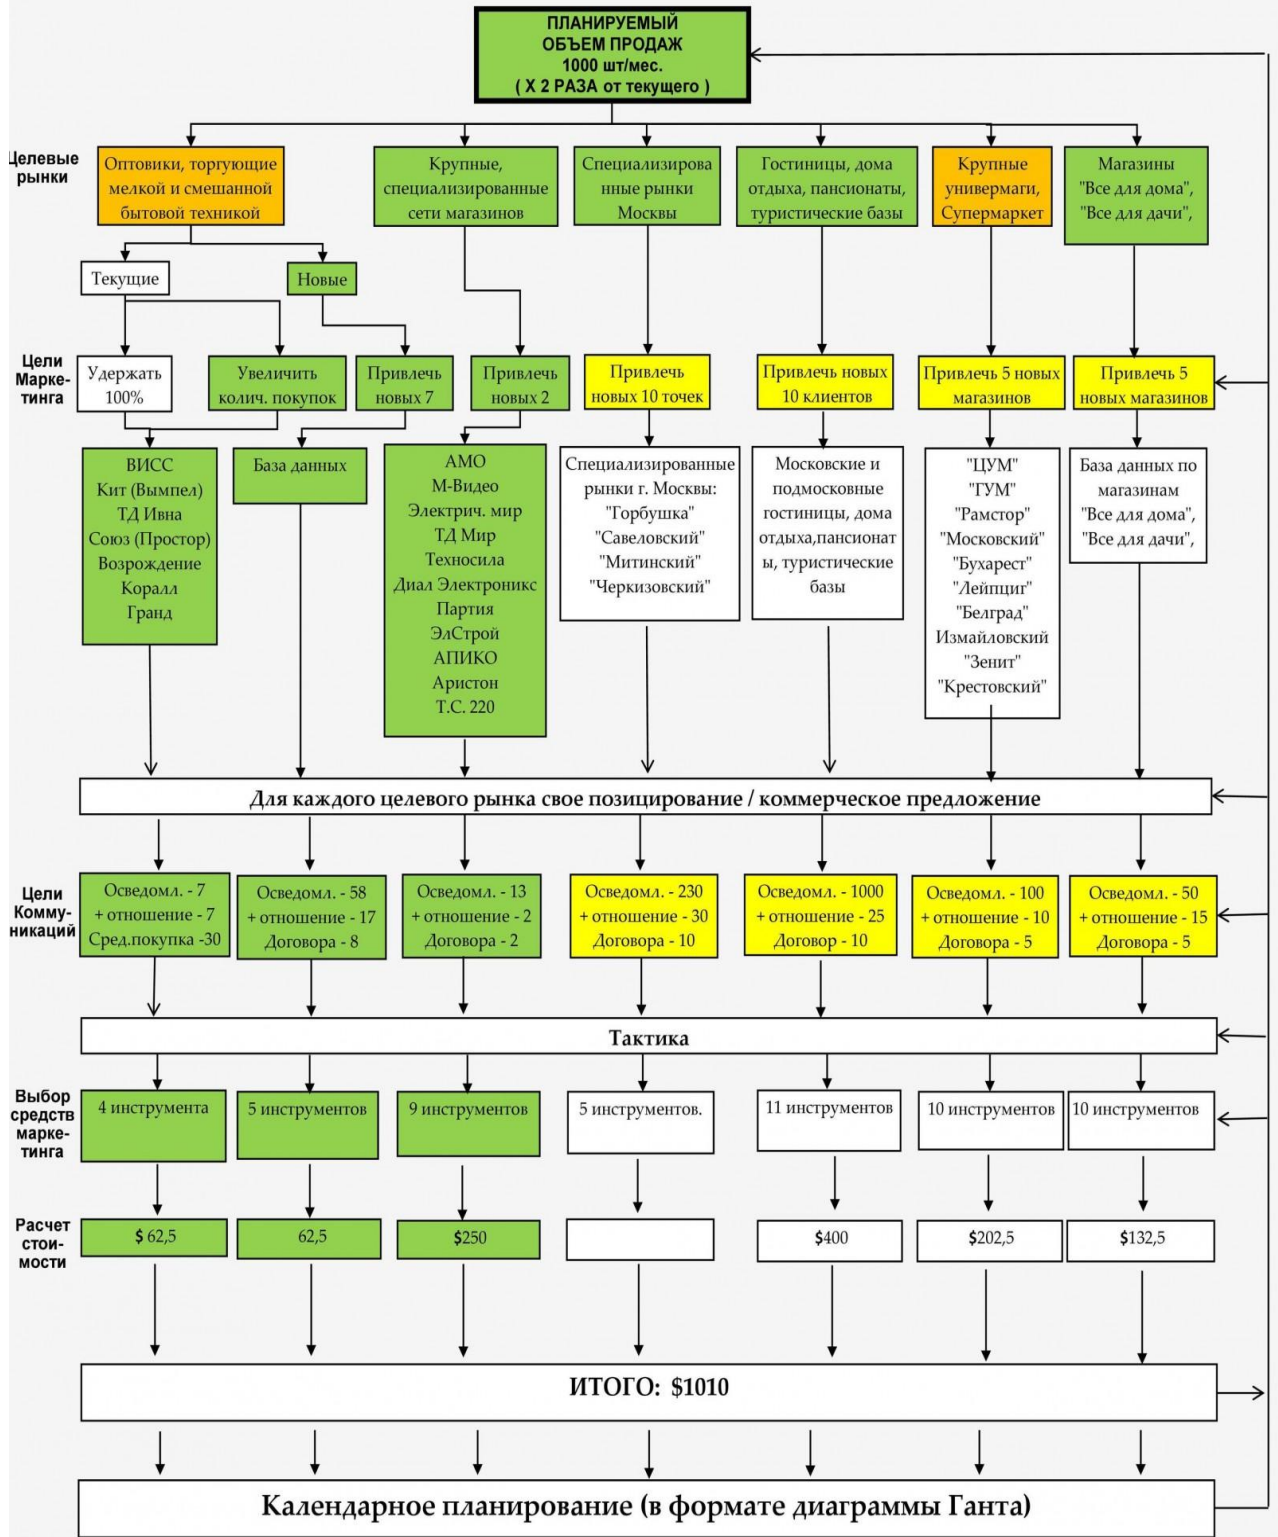 ПЛАНИРУЕМЫЙ
ОБЪЕМ ПРОДАЖ
1000 шт/мес.
( Х 2 РАЗА от текущего )
Целевые
рынки
Оптовики, торгующие
мелкой и смешанной
бытовой техникой
Крупные,
специализированные
сети магазинов
Специализирова
нные рынки
Москвы
Гостиницы, дома
отдыха, пансионаты,
туристические базы
Крупные
универмаги,
Супермаркет
Магазины
"Все для дома",
"Все для дачи",
Текущие
Новые
Цели
Марке-
тинга
Удержать
100%
Увеличить
колич. покупок
Привлечь
новых 7
Привлечь
новых 2
Привлечь
новых 10 точек
Привлечь новых
10 клиентов
Привлечь 5 новых
магазинов
Привлечь 5
новых магазинов
ВИСС
Кит (Вымпел)
ТД Ивна
Союз (Простор)
Возрождение
Коралл
Гранд
База данных
АМО
М-Видео
Электрич. мир
ТД Мир
Техносила
Диал Электроникс
Партия
ЭлСтрой
АПИКО
Аристон
Т.С. 220
Специализированные
рынки г. Москвы:
"Горбушка"
"Савеловский"
"Митинский"
"Черкизовский"
Московские и
подмосковные
гостиницы, дома
отдыха,пансионат
ы, туристические
базы
"ЦУМ"
"ГУМ"
"Рамстор"
"Московский"
"Бухарест"
"Лейпциг"
"Белград"
Измайловский
"Зенит"
"Крестовский"
База данных по
магазинам
"Все для дома",
"Все для дачи",
Для каждого целевого рынка свое позицирование / коммерческое предложение
Цели
Комму-
никаций
Осведомл. - 7
+ отношение - 7
Сред.покупка -30
Осведомл. - 58
+ отношение - 17
Договора - 8
Осведомл. - 13
+ отношение - 2
Договора - 2
Осведомл. - 230
+ отношение - 30
Договора - 10
Осведомл. - 1000
+ отношение - 25
Договор - 10
Осведомл. - 100
+ отношение - 10
Договора - 5
Осведомл. - 50
+ отношение - 15
Договора - 5
Тактика
Выбор
средств
марке-
тинга
4 инструмента
5 инструментов
9 инструментов
5 инструментов.
11 инструментов
10 инструментов
10 инструментов
Расчет
стои-
мости
$ 62,5
62,5
$250
$400
$202,5
$132,5
ИТОГО: $1010
Календарное планирование (в формате диаграммы Ганта)